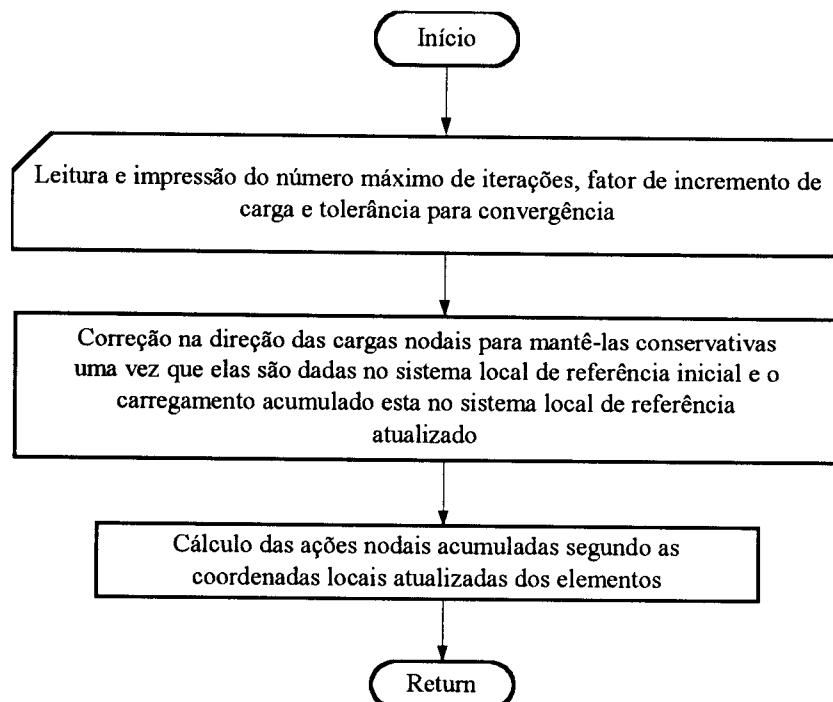 Início
Leitura e impressão do número máximo de iterações, fator de incremento de
carga e tolerância para convergência
Correção na direção das cargas nodais para mantê-las conservativas
uma vez que elas são dadas no sistema local de referência inicial e o
carregamento acumulado esta no sistema local de referência
atualizado
Cálculo das ações nodais acumuladas segundo as
coordenadas locais atualizadas dos elementos
Return